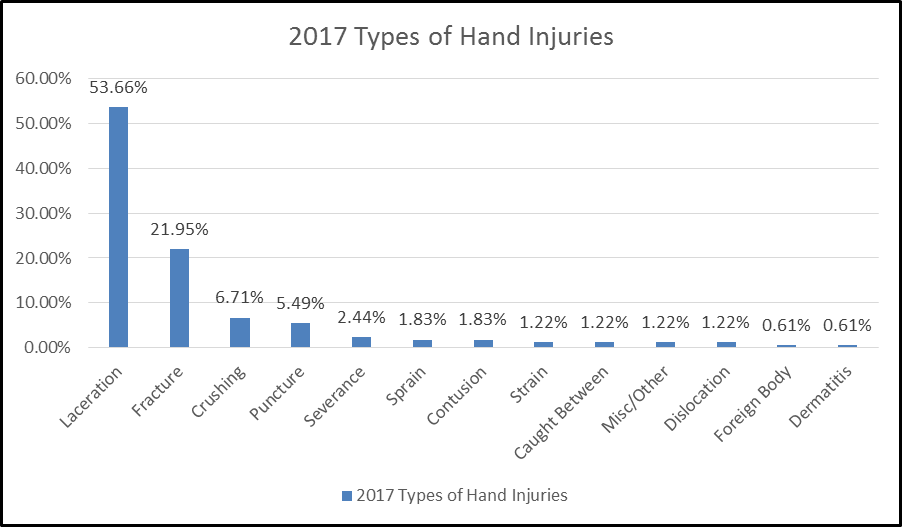 2017 Types of Hand Injuries
60.00%
50.00%
40.00%
30.00%
20.00%
10.00%
0.00%
53.66%
21.95%
6.71%
5.49%
2.44%
1.83%
1.83%
1.22%
1.22%
1.22%
1.22%
0.61%
0.61%
Laceration
Fracture
Crushing
Puncture
Severance
Sprain
Contusion
Strain
Caught Between
Misc/Other
Dislocation
Foreign Body
Dermatitis
2017 Types of Hand Injuries